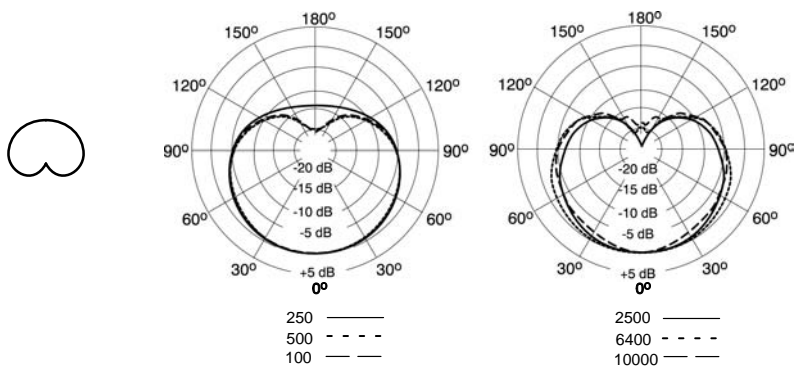 180º
150º
150º
120º
120º
90º
90º
-20 dB
-15 dB
60º
60º
-10 dB
-5 dB
30º
30º
+5 dB
0º
250
500
100
180º
150º
150º
120º
120º
90º
90º
-20 dB
-15 dB
60º
60º
-10 dB
-5 dB
30º
30º
+5 dB
0º
2500
6400
10000